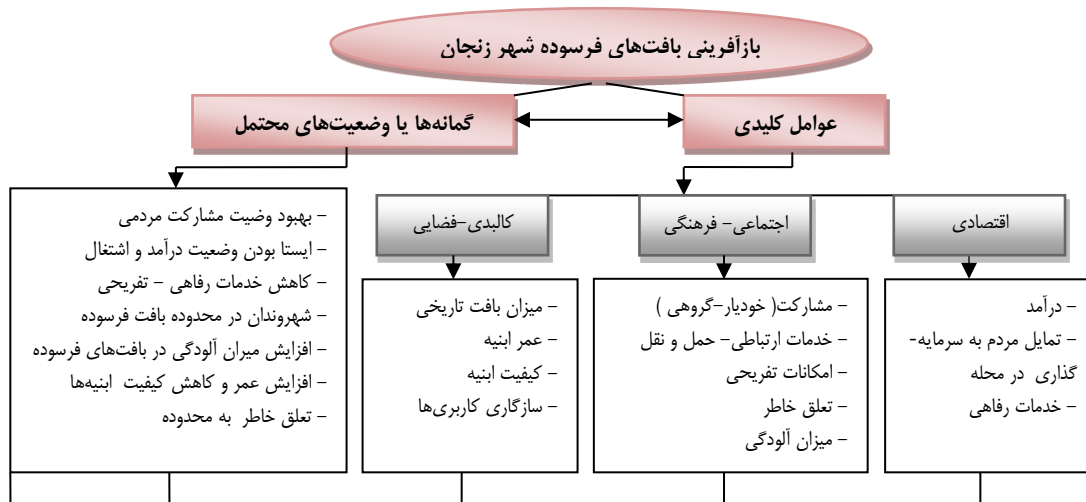 بازآفرینی بافت‌های فرسوده شهر زنجان
عوامل کلیدی
گمانه‌ها یا وضعیت‌های محتمل
اقتصادی
اجتماعی- فرهنگی
کالبدی-فضایی
- درآمد
- تمایل مردم به سرمایه-
گذاری در محله
- خدمات رفاهی
- مشارکت( خودیار-گروهی )
- خدمات ارتباطی- حمل و نقل
- امکانات تفریحی
- تعلق خاطر
- میزان آلودگی
- میزان بافت تاریخی
- عمر ابنیه
- کیفیت ابنیه
- سازگاری کاربری‌ها
- بهبود وضیت مشارکت مردمی
- ایستا بودن وضعیت درآمد و اشتغال
- کاهش خدمات رفاهی - تفریحی
- شهروندان در محدوده بافت فرسوده
- افزایش میران آلودگی در بافت‌های فرسوده
- افزایش عمر و کاهش کیفیت ابنیه‌ها
- تعلق خاطر به محدوده